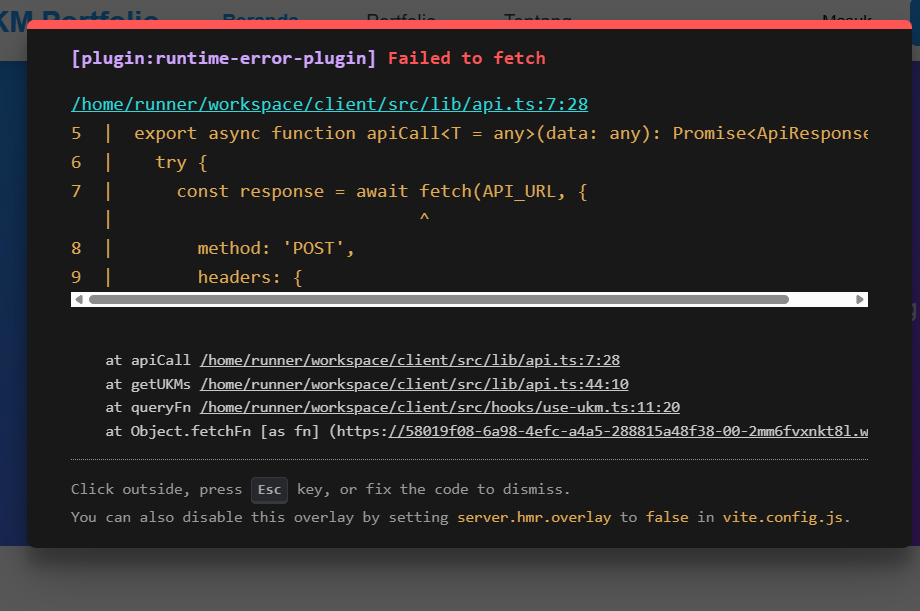 KM Portfolio Beranda Portfolio Tentang Masuk
[plugin:runtime-error-plugin] Failed to fetch
/home/runner/workspace/client/src/lib/api.ts:7:28
5 | export async function apiCall<T = any>(data: any): Promise<ApiResponse
6 | try {
7 | const response = await fetch(API_URL, {
| ^
8 | method: 'POST',
9 | headers: {
at apiCall /home/runner/workspace/client/src/lib/api.ts:7:28
at getUKMs /home/runner/workspace/client/src/lib/api.ts:44:10
at queryFn /home/runner/workspace/client/src/hooks/use-ukm.ts:11:20
at Object.fetchFn [as fn] (https://58019f08-6a98-4efc-a4a5-288815a48f38-00-2mm6fvxnkt8l.w
Click outside, press Esc key, or fix the code to dismiss.
You can also disable this overlay by setting server.hmr.overlay to false in vite.config.js.